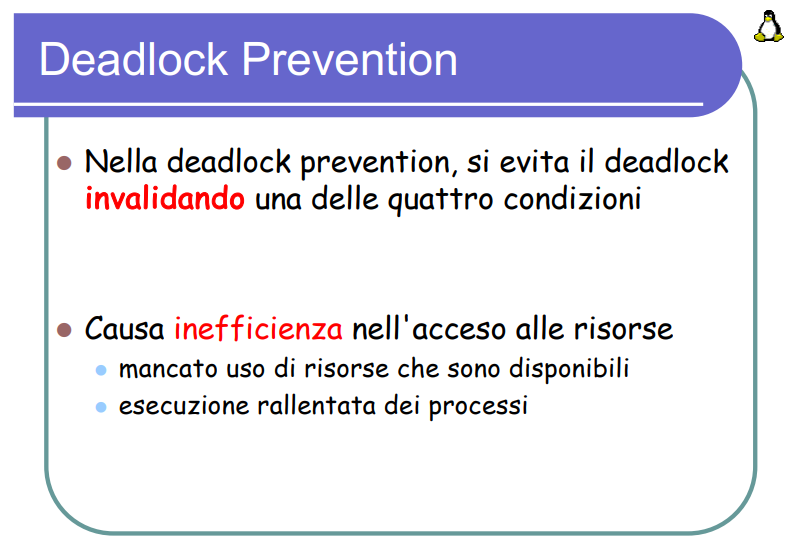 Deadlock Prevention
Nella deadlock prevention, si evita il deadlock
invalidando una delle quattro condizioni
Causa inefficienza nell'acceso alle risorse
mancato uso di risorse che sono disponibili
esecuzione rallentata dei processi